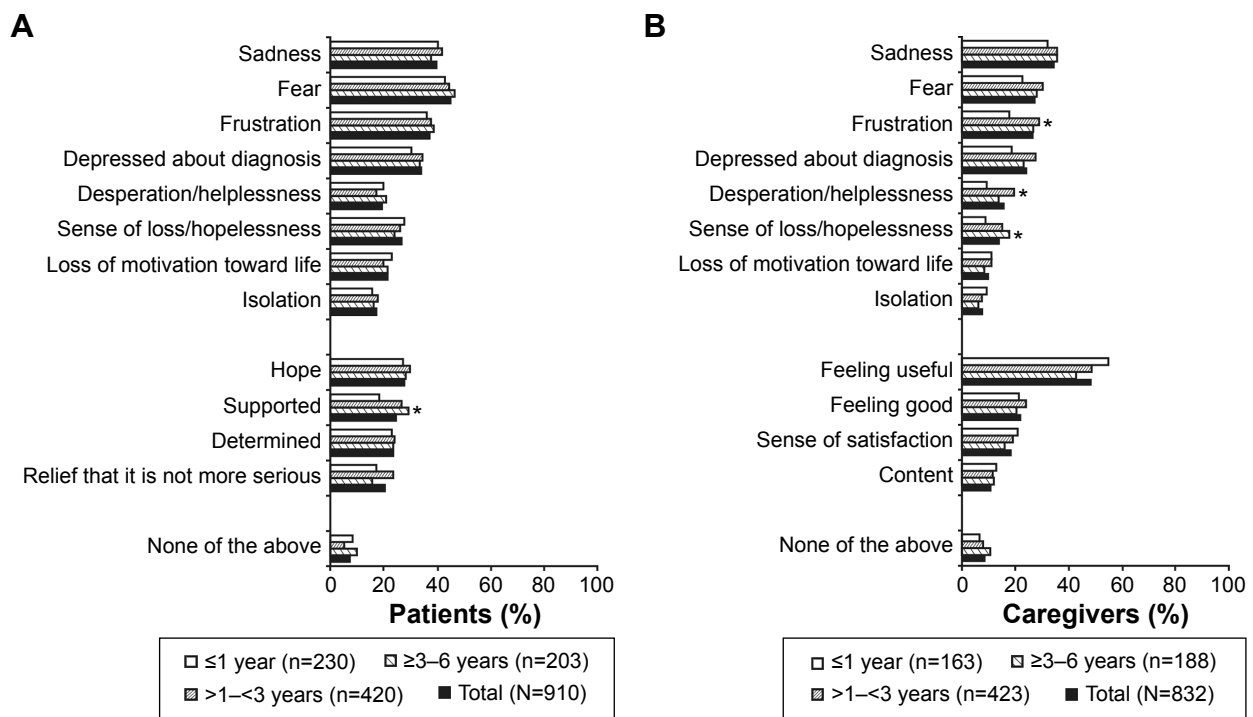 A
Sadness
Fear
Frustration
Depressed about diagnosis
Desperation/helplessness
Sense of loss/hopelessness
Loss of motivation toward life
Isolation
Hope
Supported
*
Determined
Relief that it is not more serious
None of the above
0 20 40 60 80 100
Patients (%)
≤1 year (n=230) ≥3–6 years (n=203)
>1–<3 years (n=420) Total (N=910)
B
Sadness
Fear
Frustration
*
Depressed about diagnosis
Desperation/helplessness
*
Sense of loss/hopelessness
*
Loss of motivation toward life
Isolation
Feeling useful
Feeling good
Sense of satisfaction
Content
None of the above
0 20 40 60 80 100
Caregivers (%)
≤1 year (n=163) ≥3–6 years (n=188)
>1–<3 years (n=423) Total (N=832)